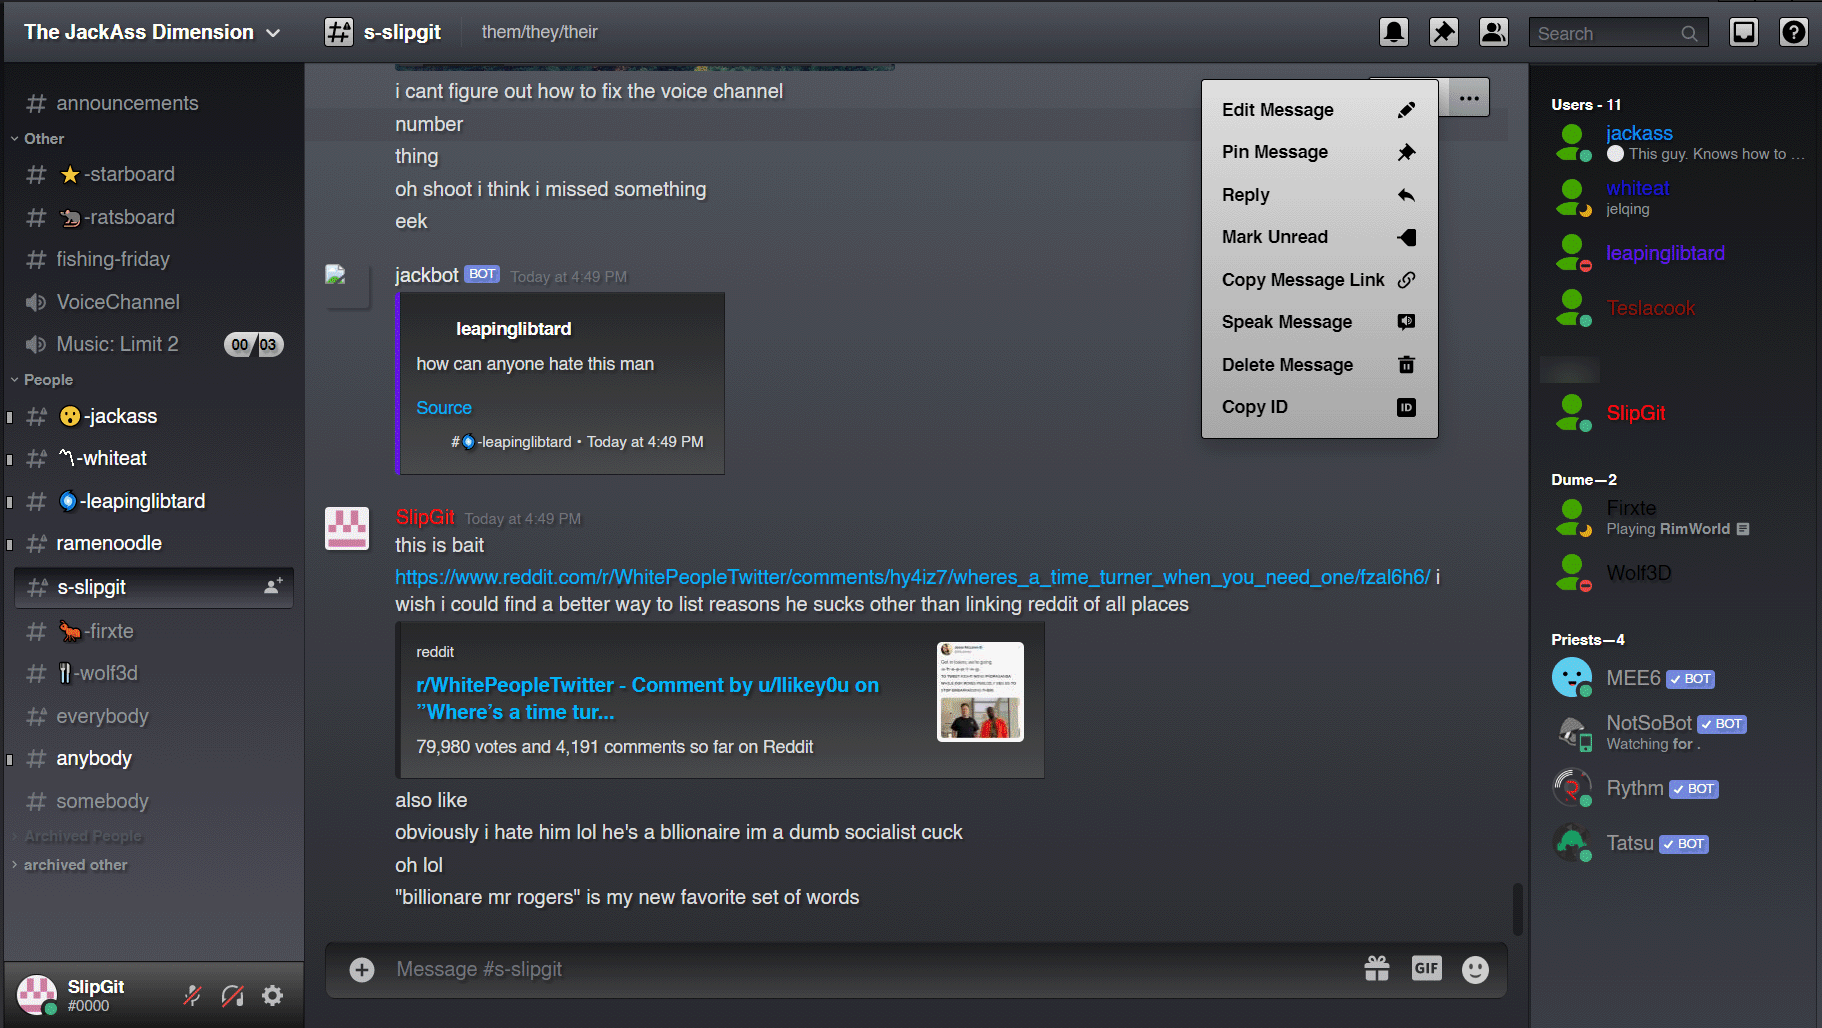 The JackAss Dimension
s-slipgit
them/they/their
Search
announcements
Other
-starboard
-ratsboard
fishing-friday
VoiceChannel
Music: Limit 2
00 03
People
-jackass
-whiteat
-leapinglibtard
ramenoodle
s-slipgit
-firxte
-wolf3d
everybody
anybody
somebody
Archived People
archived other
SlipGit
#0000
i cant figure out how to fix the voice channel
number
thing
oh shoot i think i missed something
eek
jackbot BOT Today at 4:49 PM
leapinglibtard
how can anyone hate this man
Source
#-leapinglibtard • Today at 4:49 PM
SlipGit Today at 4:49 PM
this is bait
https://www.reddit.com/r/WhitePeopleTwitter/comments/hy4iz7/wheres_a_time_turner_when_you_need_one/fzal6h6/ i
wish i could find a better way to list reasons he sucks other than linking reddit of all places
reddit
r/WhitePeopleTwitter - Comment by u/llikey0u on
”Where’s a time tur...
79,980 votes and 4,191 comments so far on Reddit
also like
obviously i hate him lol he's a bllionaire im a dumb socialist cuck
oh lol
"billionare mr rogers" is my new favorite set of words
Message #s-slipgit
GIF
Edit Message
Pin Message
Reply
Mark Unread
Copy Message Link
Speak Message
Delete Message
Copy ID
ID
Users - 11
jackass
This guy. Knows how to ...
whiteat
jelqing
leapinglibtard
Teslacook
SlipGit
Dume—2
Firxte
Playing RimWorld
Wolf3D
Priests—4
MEE6 BOT
NotSoBot BOT
Watching for .
Rythm BOT
Tatsu BOT